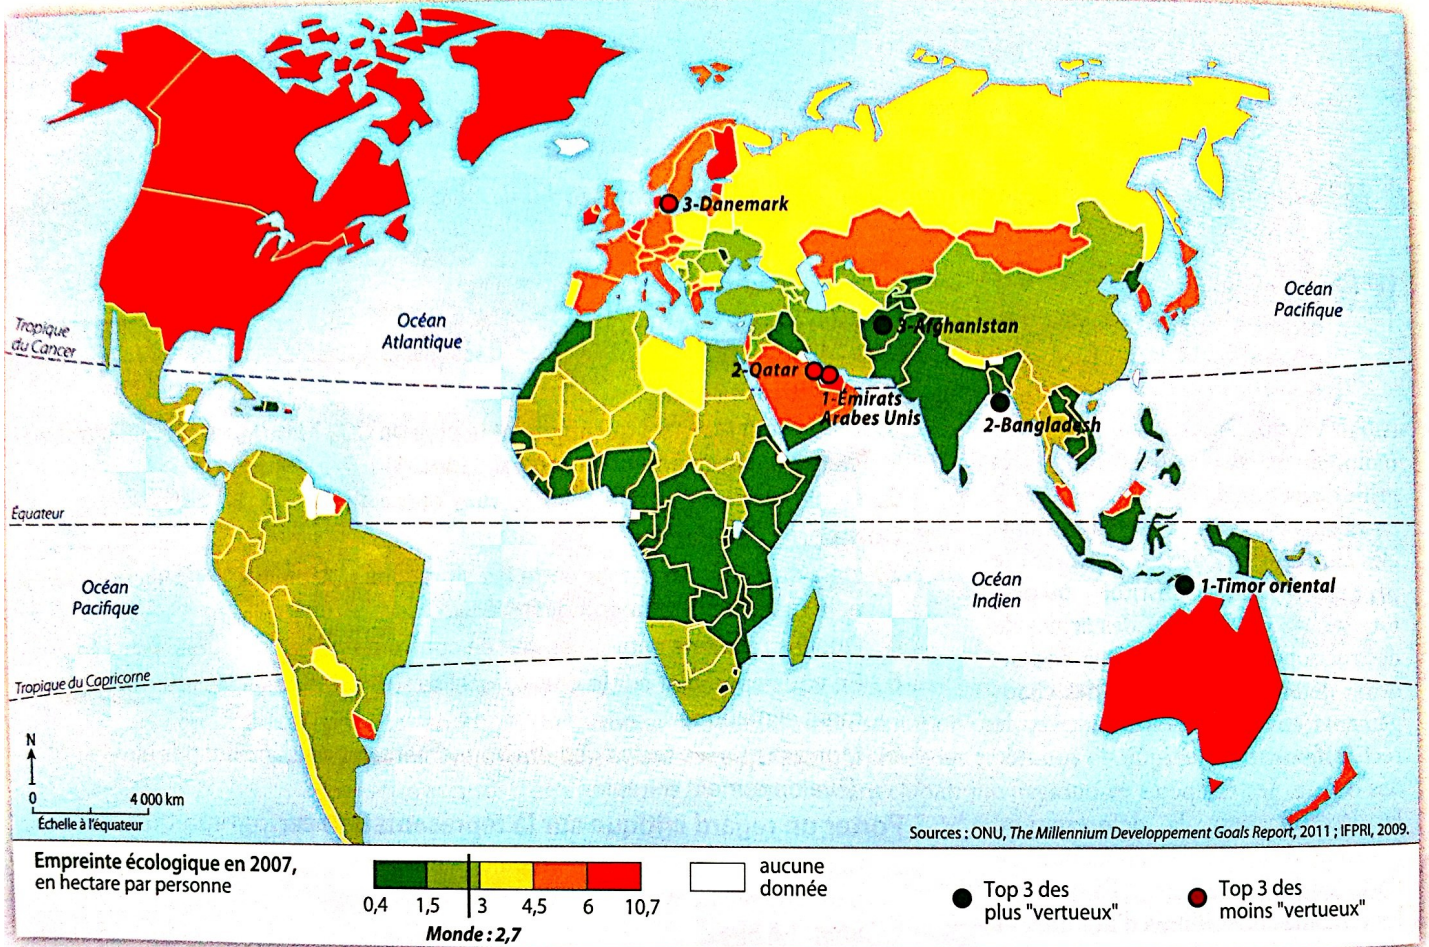 3-Danemark
Océan
Pacifique
Océan
Atlantique
Tropique
du Cancer
3-Afghanistan
2-Qatar
1-Émirats
Arabes Unis
2-Bangladesh
Équateur
Océan
Pacifique
Océan
Indien
1-Timor oriental
Tropique du Capricorne
N
0
4 000 km
Échelle à l'équateur
Sources : ONU, The Millennium Developpement Goals Report, 2011 ; IFPRI, 2009.
Empreinte écologique en 2007,
en hectare par personne
0,4 1,5 3 4,5 6 10,7
Monde : 2,7
aucune
donnée
Top 3 des
plus "vertueux"
Top 3 des
moins "vertueux"